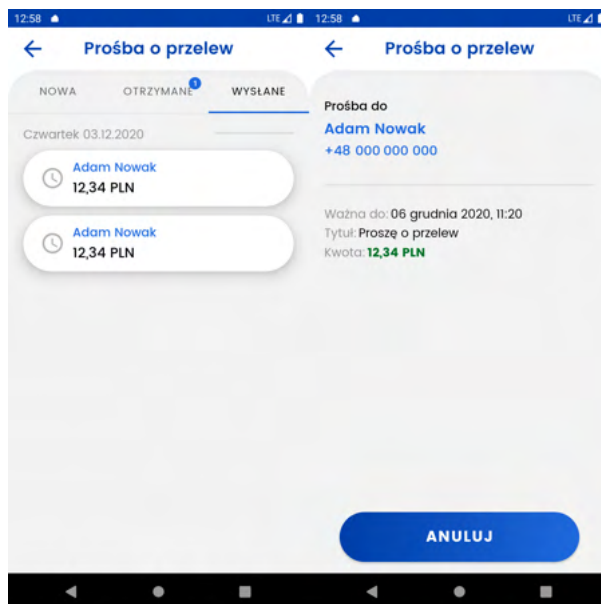 12:58
LTE
Prośba o przelew
NOWA
OTRZYMANE
1
WYSŁANE
Czwartek 03.12.2020
Adam Nowak
12,34 PLN
Adam Nowak
12,34 PLN
12:58
LTE
Prośba o przelew
Prośba do
Adam Nowak
+48 000 000 000
Ważna do: 06 grudnia 2020, 11:20
Tytuł: Proszę o przelew
Kwota: 12,34 PLN
ANULUJ